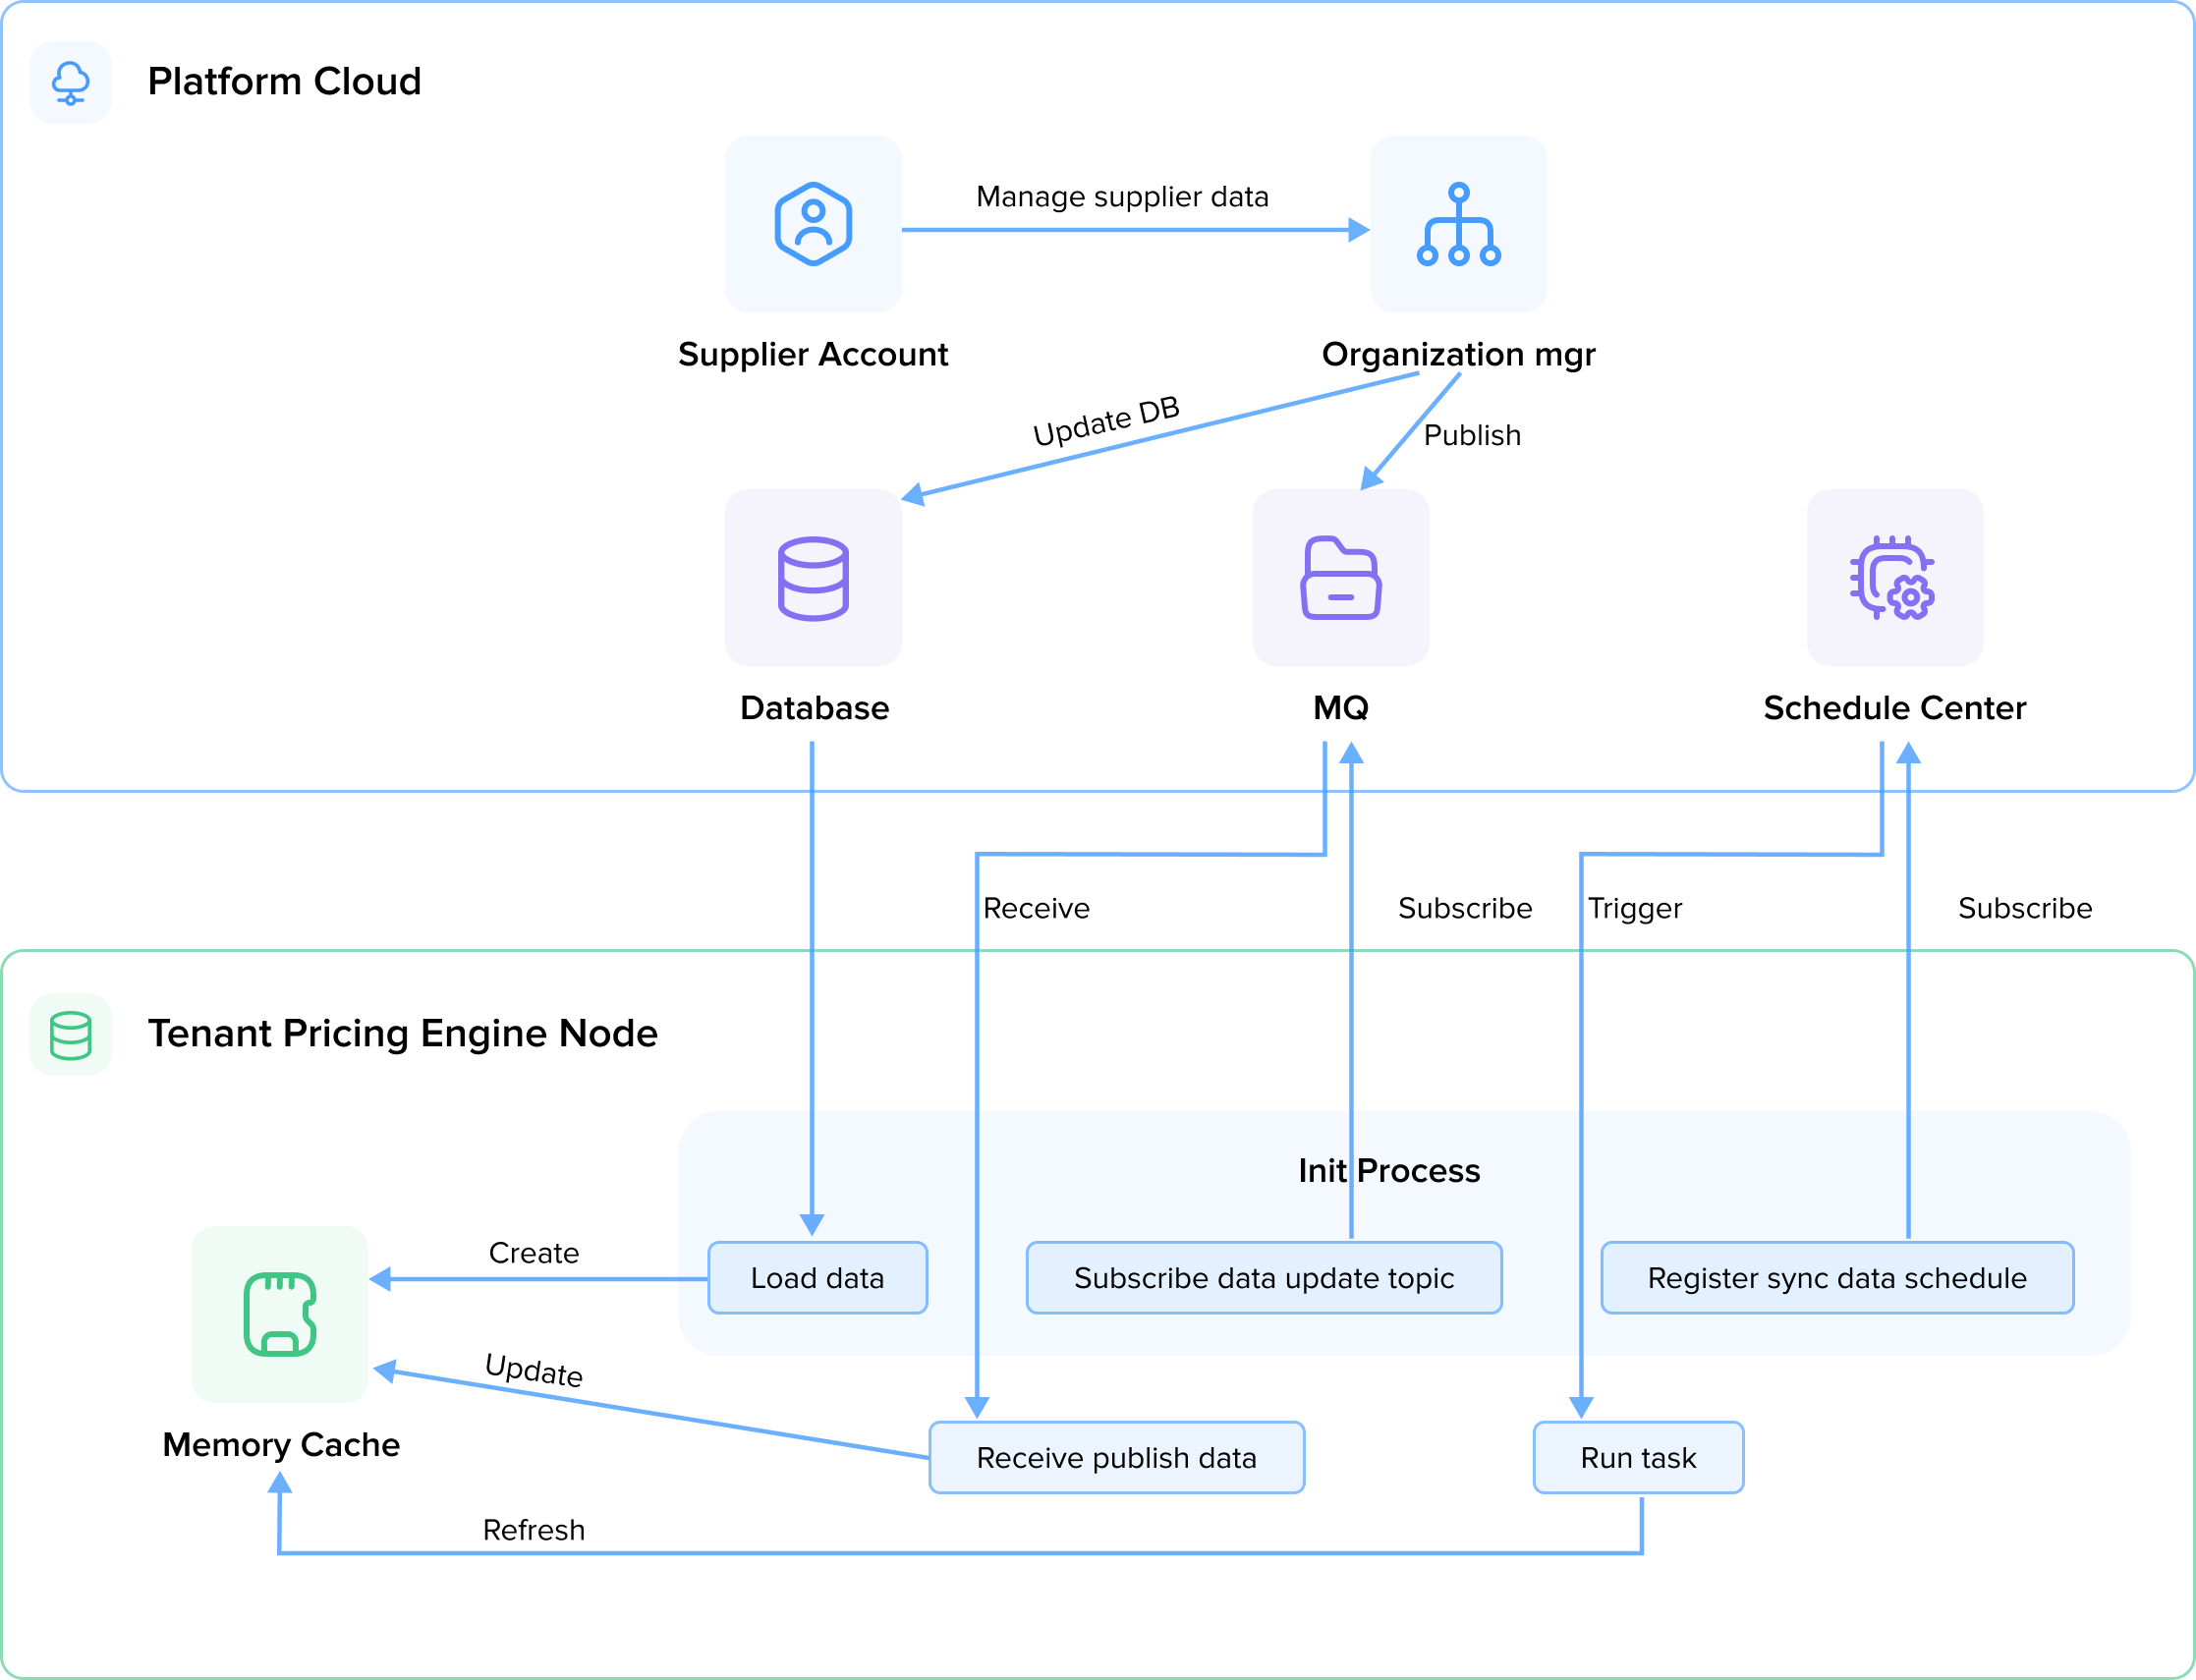 Platform Cloud
Manage supplier data
Supplier Account
Organization mgr
Update DB
Publish
Database
MQ
Schedule Center
Receive
Subscribe
Trigger
Subscribe
Tenant Pricing Engine Node
Init Process
Create
Load data
Subscribe data update topic
Register sync data schedule
Update
Memory Cache
Receive publish data
Run task
Refresh